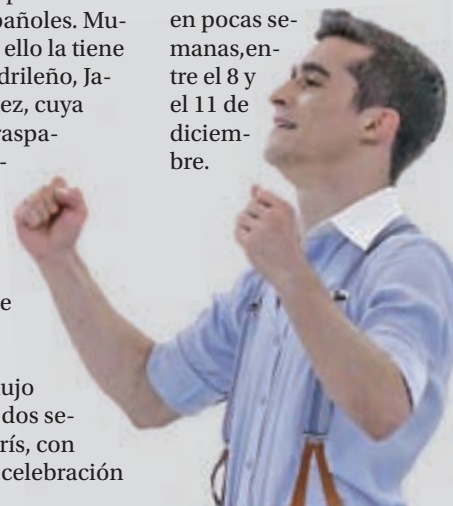 pañoles. Mu-
ello la tiene
drileño, Ja-
ez, cuya
raspa-
-
e
ujo
dos se-
rís, con
celebración
en pocas se-
manas,en-
tre el 8 y
el 11 de
diciem-
bre.